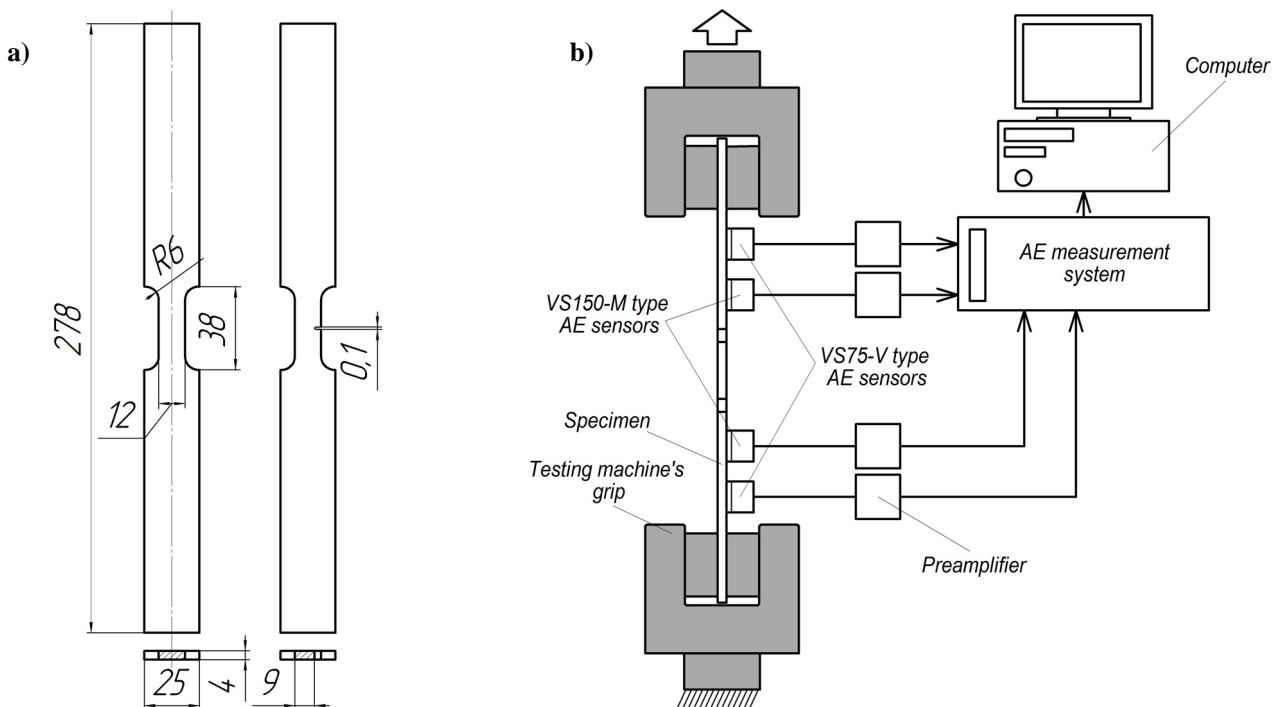 a)
278
R6
38
12
0,1
25
4
9
b)
Computer
AE measurement
system
VS150-M type
AE sensors
VS75-V type
AE sensors
Specimen
Testing machine's
grip
Preamplifier